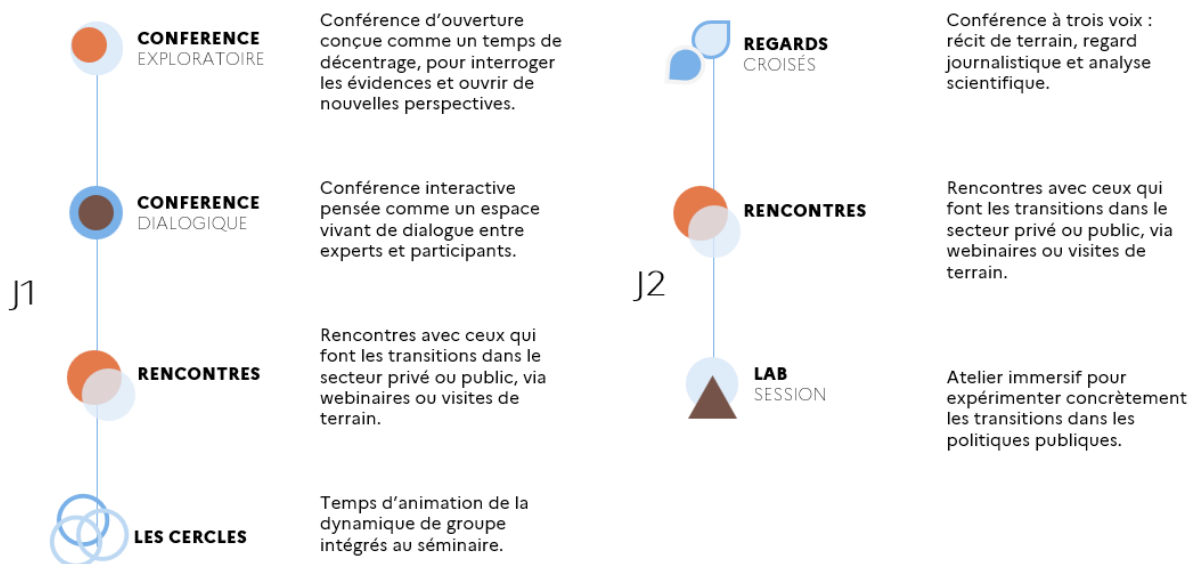 J1
CONFERENCE
EXPLORATOIRE
Conférence d’ouverture
conçue comme un temps de
décentrage, pour interroger
les évidences et ouvrir de
nouvelles perspectives.
CONFERENCE
DIALOGIQUE
Conférence interactive
pensée comme un espace
vivant de dialogue entre
experts et participants.
RENCONTRES
Rencontres avec ceux qui
font les transitions dans le
secteur privé ou public, via
webinaires ou visites de
terrain.
LES CERCLES
Temps d’animation de la
dynamique de groupe
intégrés au séminaire.
J2
REGARDS
CROISÉS
Conférence à trois voix :
récit de terrain, regard
journalistique et analyse
scientifique.
RENCONTRES
Rencontres avec ceux qui
font les transitions dans le
secteur privé ou public, via
webinaires ou visites de
terrain.
LAB
SESSION
Atelier immersif pour
expérimenter concrètement
les transitions dans les
politiques publiques.